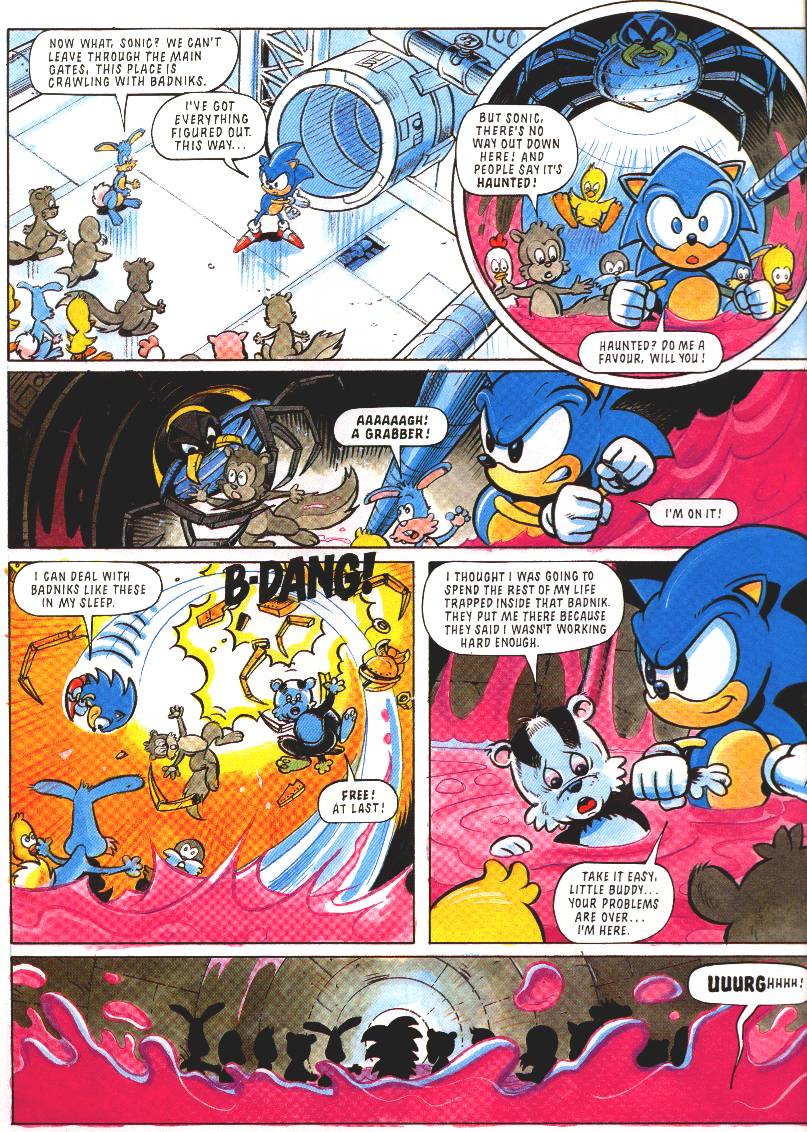 NOW WHAT, SONIC? WE CAN'T
LEAVE THROUGH THE MAIN
GATES, THIS PLACE IS
CRAWLING WITH BADNIKS.
I'VE GOT
EVERYTHING
FIGURED OUT.
THIS WAY...
BUT SONIC,
THERE'S NO
WAY OUT DOWN
HERE! AND
PEOPLE SAY IT'S
HAUNTED!
HAUNTED? DO ME A
FAVOUR, WILL YOU!
AAAAAAGH!
A GRABBER!
I'M ON IT!
I CAN DEAL WITH
BADNIKS LIKE THESE
IN MY SLEEP.
B-DANG!
FREE!
AT LAST!
I THOUGHT I WAS GOING TO
SPEND THE REST OF MY LIFE
TRAPPED INSIDE THAT BADNIK.
THEY PUT ME THERE BECAUSE
THEY SAID I WASN'T WORKING
HARD ENOUGH.
TAKE IT EASY,
LITTLE BUDDY...
YOUR PROBLEMS
ARE OVER...
I'M HERE.
UUURGHHHH!